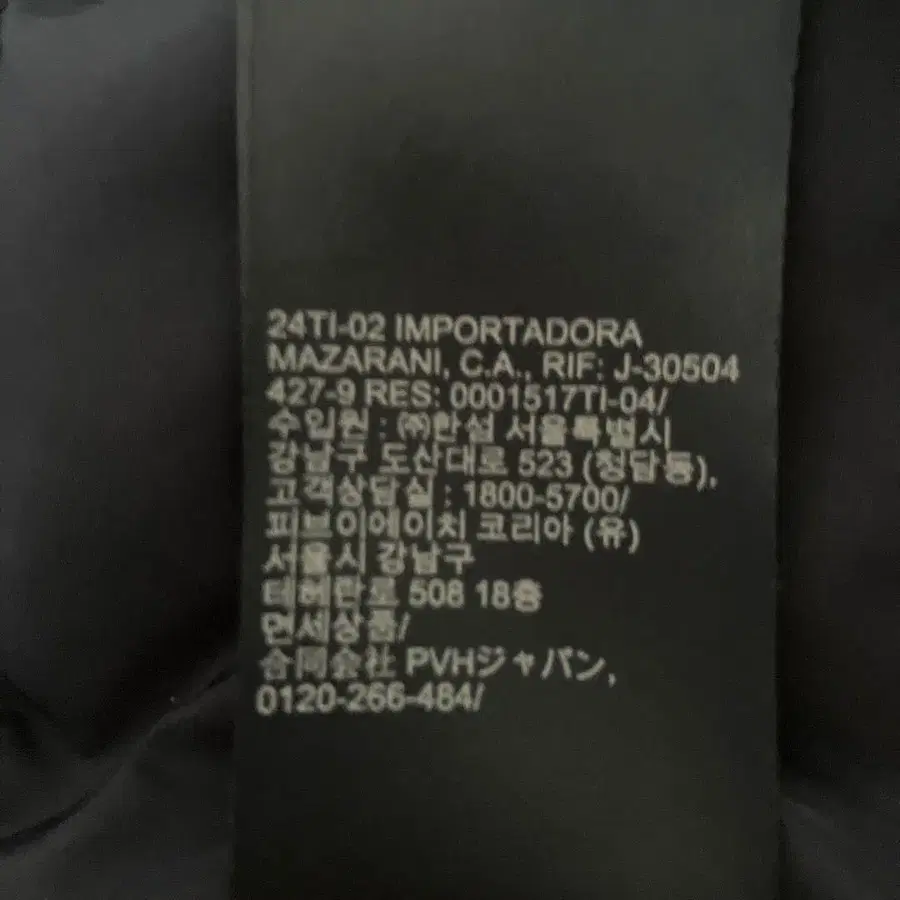 24TI-02 IMPORTADORA
MAZARANI, C.A., RIF: J-30504
427-9 RES: 0001517TI-04/
수입원 : ㈜한섬 서울특별시
강남구 도산대로 523 (청담동),
고객상담실 : 1800-5700/
피브이에이치 코리아 (유)
서울시 강남구
테헤란로 508 18층
면세상품/
合同会社 PVHジャパン,
0120-266-484/